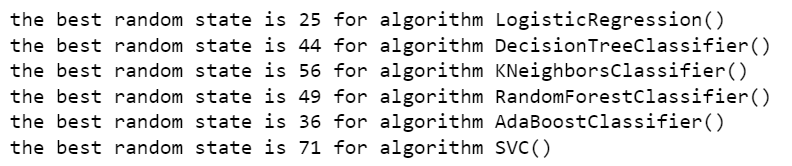 the best random state is 25 for algorithm LogisticRegression()
the best random state is 44 for algorithm DecisionTreeClassifier()
the best random state is 56 for algorithm KNeighborsClassifier()
the best random state is 49 for algorithm RandomForestClassifier()
the best random state is 36 for algorithm AdaBoostClassifier()
the best random state is 71 for algorithm SVC()